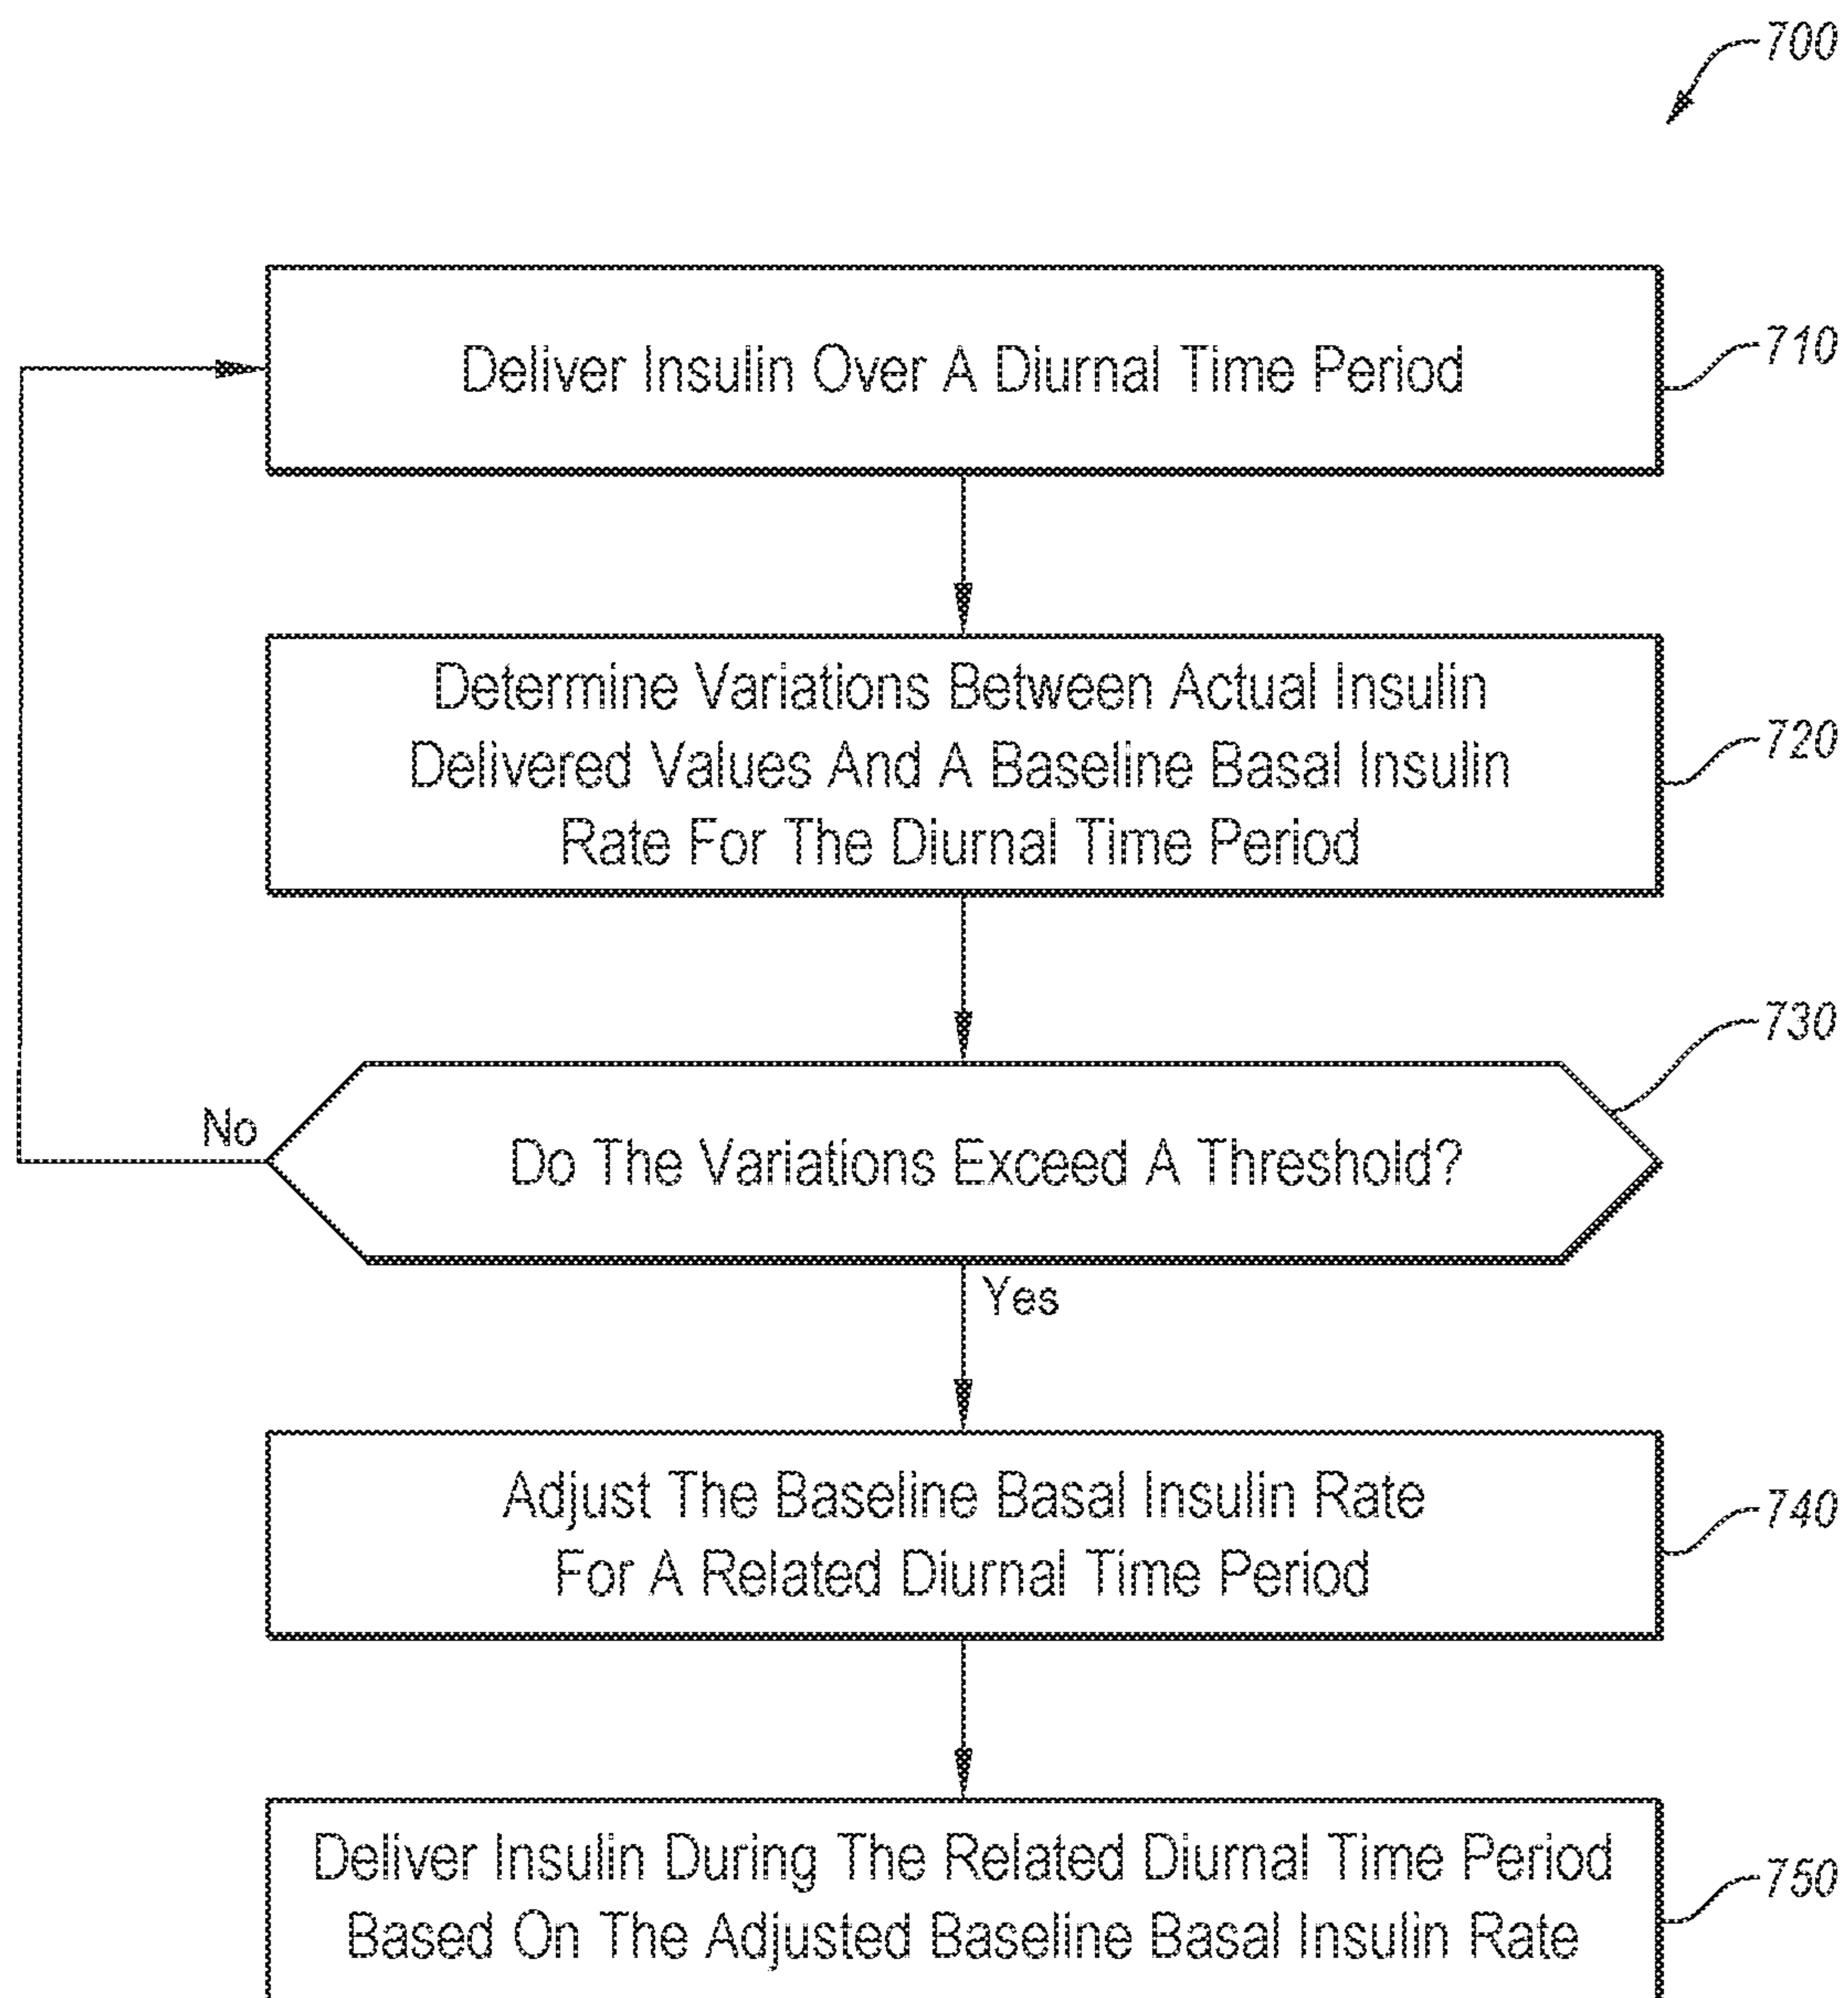 700
Deliver Insulin Over A Diurnal Time Period
710
Determine Variations Between Actual Insulin
Delivered Values And A Baseline Basal Insulin
Rate For The Diurnal Time Period
720
730
No
Do The Variations Exceed A Threshold?
Yes
Adjust The Baseline Basal Insulin Rate
For A Related Diurnal Time Period
740
Deliver Insulin During The Related Diurnal Time Period
Based On The Adjusted Baseline Basal Insulin Rate
750